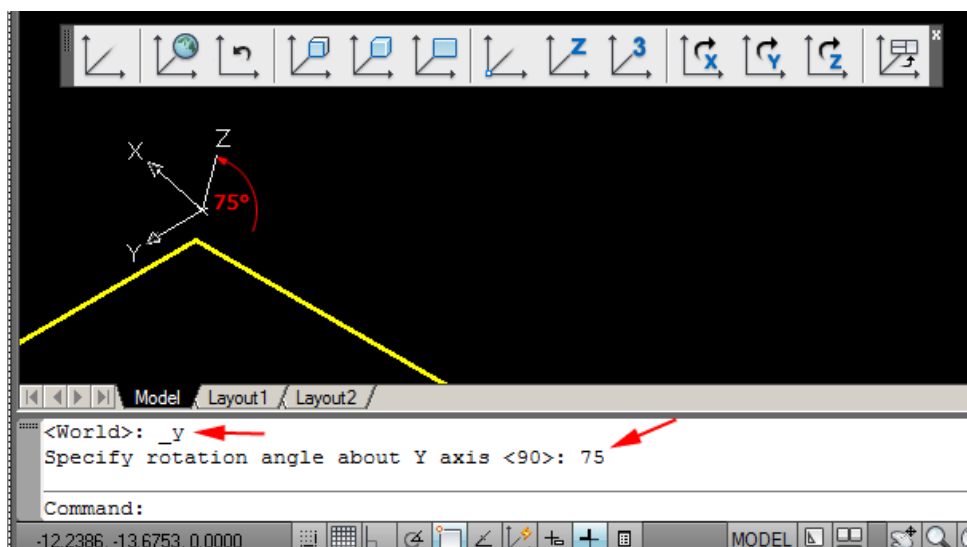 Z 3 X Y Z
X Z
75°
Y
Model Layout1 Layout2
<World>: _y
Specify rotation angle about Y axis <90>: 75
Command:
-12.2386, -13.6753, 0.0000 MODEL